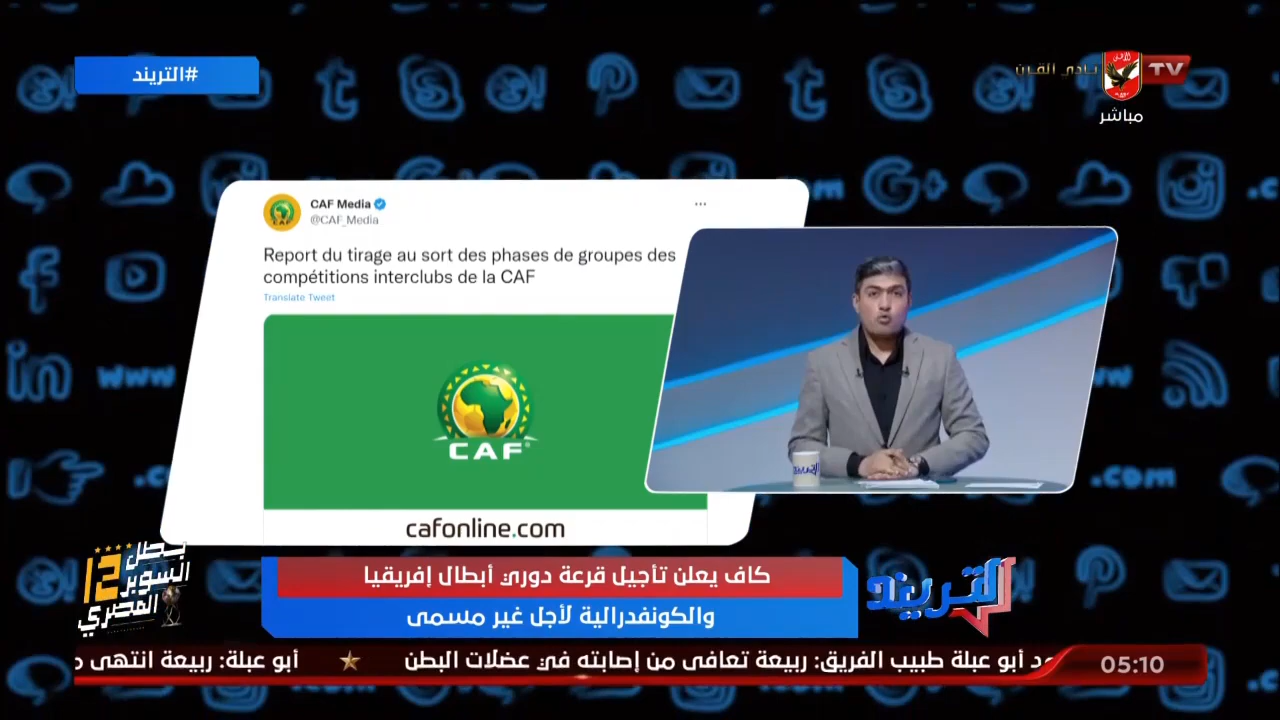 #التريند
نادي القرن
TV
مباشر
CAF Media
@CAF_Media
Report du tirage au sort des phases de groupes des
compétitions interclubs de la CAF
Translate Tweet
CAF
cafonline.com
بطل
السوبر 12
المصري
كاف يعلن تأجيل قرعة دوري أبطال إفريقيا
والكونفدرالية لأجل غير مسمى
التريند
أبو عبلة طبيب الفريق: ربيعة تعافى من إصابته في عضلات البطن
أبو عبلة: ربيعة انتهى
05:10